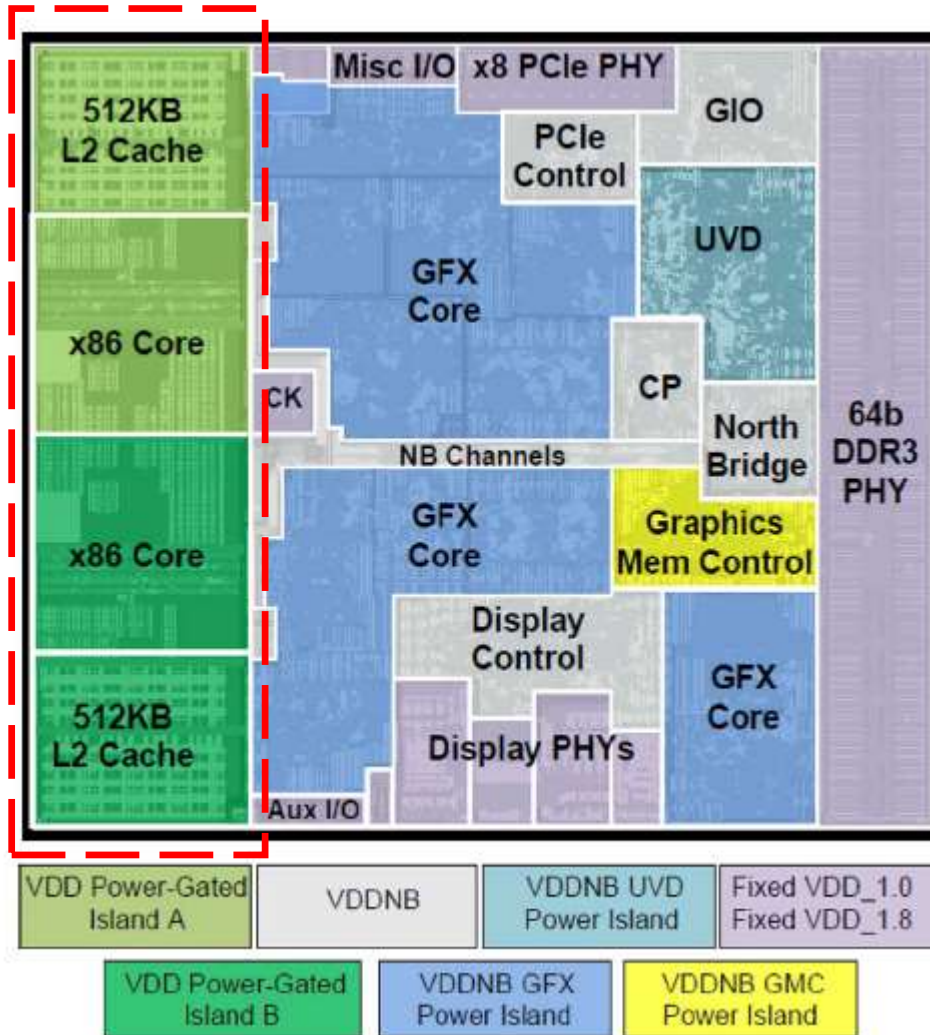 Misc I/O
x8 PCIe PHY
512KB
L2 Cache
GIO
PCIe
Control
UVD
GFX
Core
x86 Core
CK
CP
64b
DDR3
PHY
North
Bridge
NB Channels
GFX
Core
Graphics
Mem Control
x86 Core
Display
Control
GFX
Core
512KB
L2 Cache
Display PHYs
Aux I/O
VDD Power-Gated
Island A
VDDNB
VDDNB UVD
Power Island
Fixed VDD_1.0
Fixed VDD_1.8
VDD Power-Gated
Island B
VDDNB GFX
Power Island
VDDNB GMC
Power Island